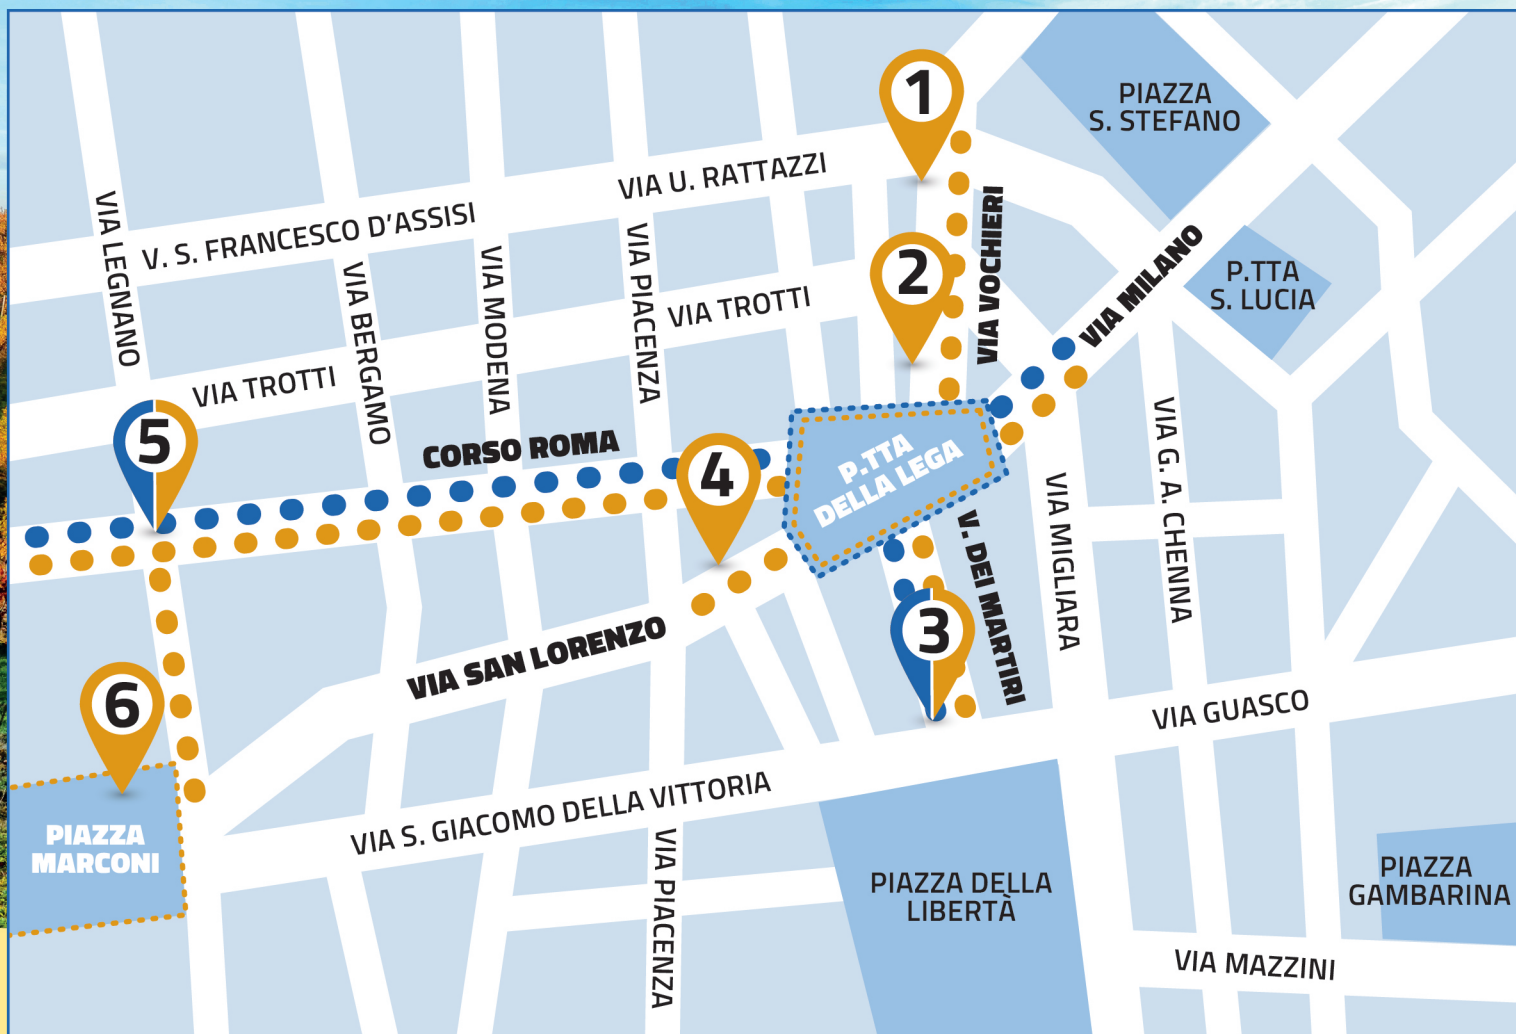 1
PIAZZA
S. STEFANO
VIA U. RATTAZZI
V. S. FRANCESCO D'ASSISI
VIA LEGNANO
VIA BERGAMO
VIA MODENA
VIA PIACENZA
VIA TROTTI
2
VIA VOCHIERI
VIA MILANO
P.TTA
S. LUCIA
VIA TROTTI
5
CORSO ROMA
4
P.TTA
DELLA LEGA
VIA G. A. CHENNA
VIA MIGLIARA
V. DEI MARTIRI
3
VIA SAN LORENZO
6
VIA GUASCO
PIAZZA
MARCONI
VIA S. GIACOMO DELLA VITTORIA
VIA PIACENZA
PIAZZA DELLA
LIBERTÀ
PIAZZA
GAMBARINA
VIA MAZZINI